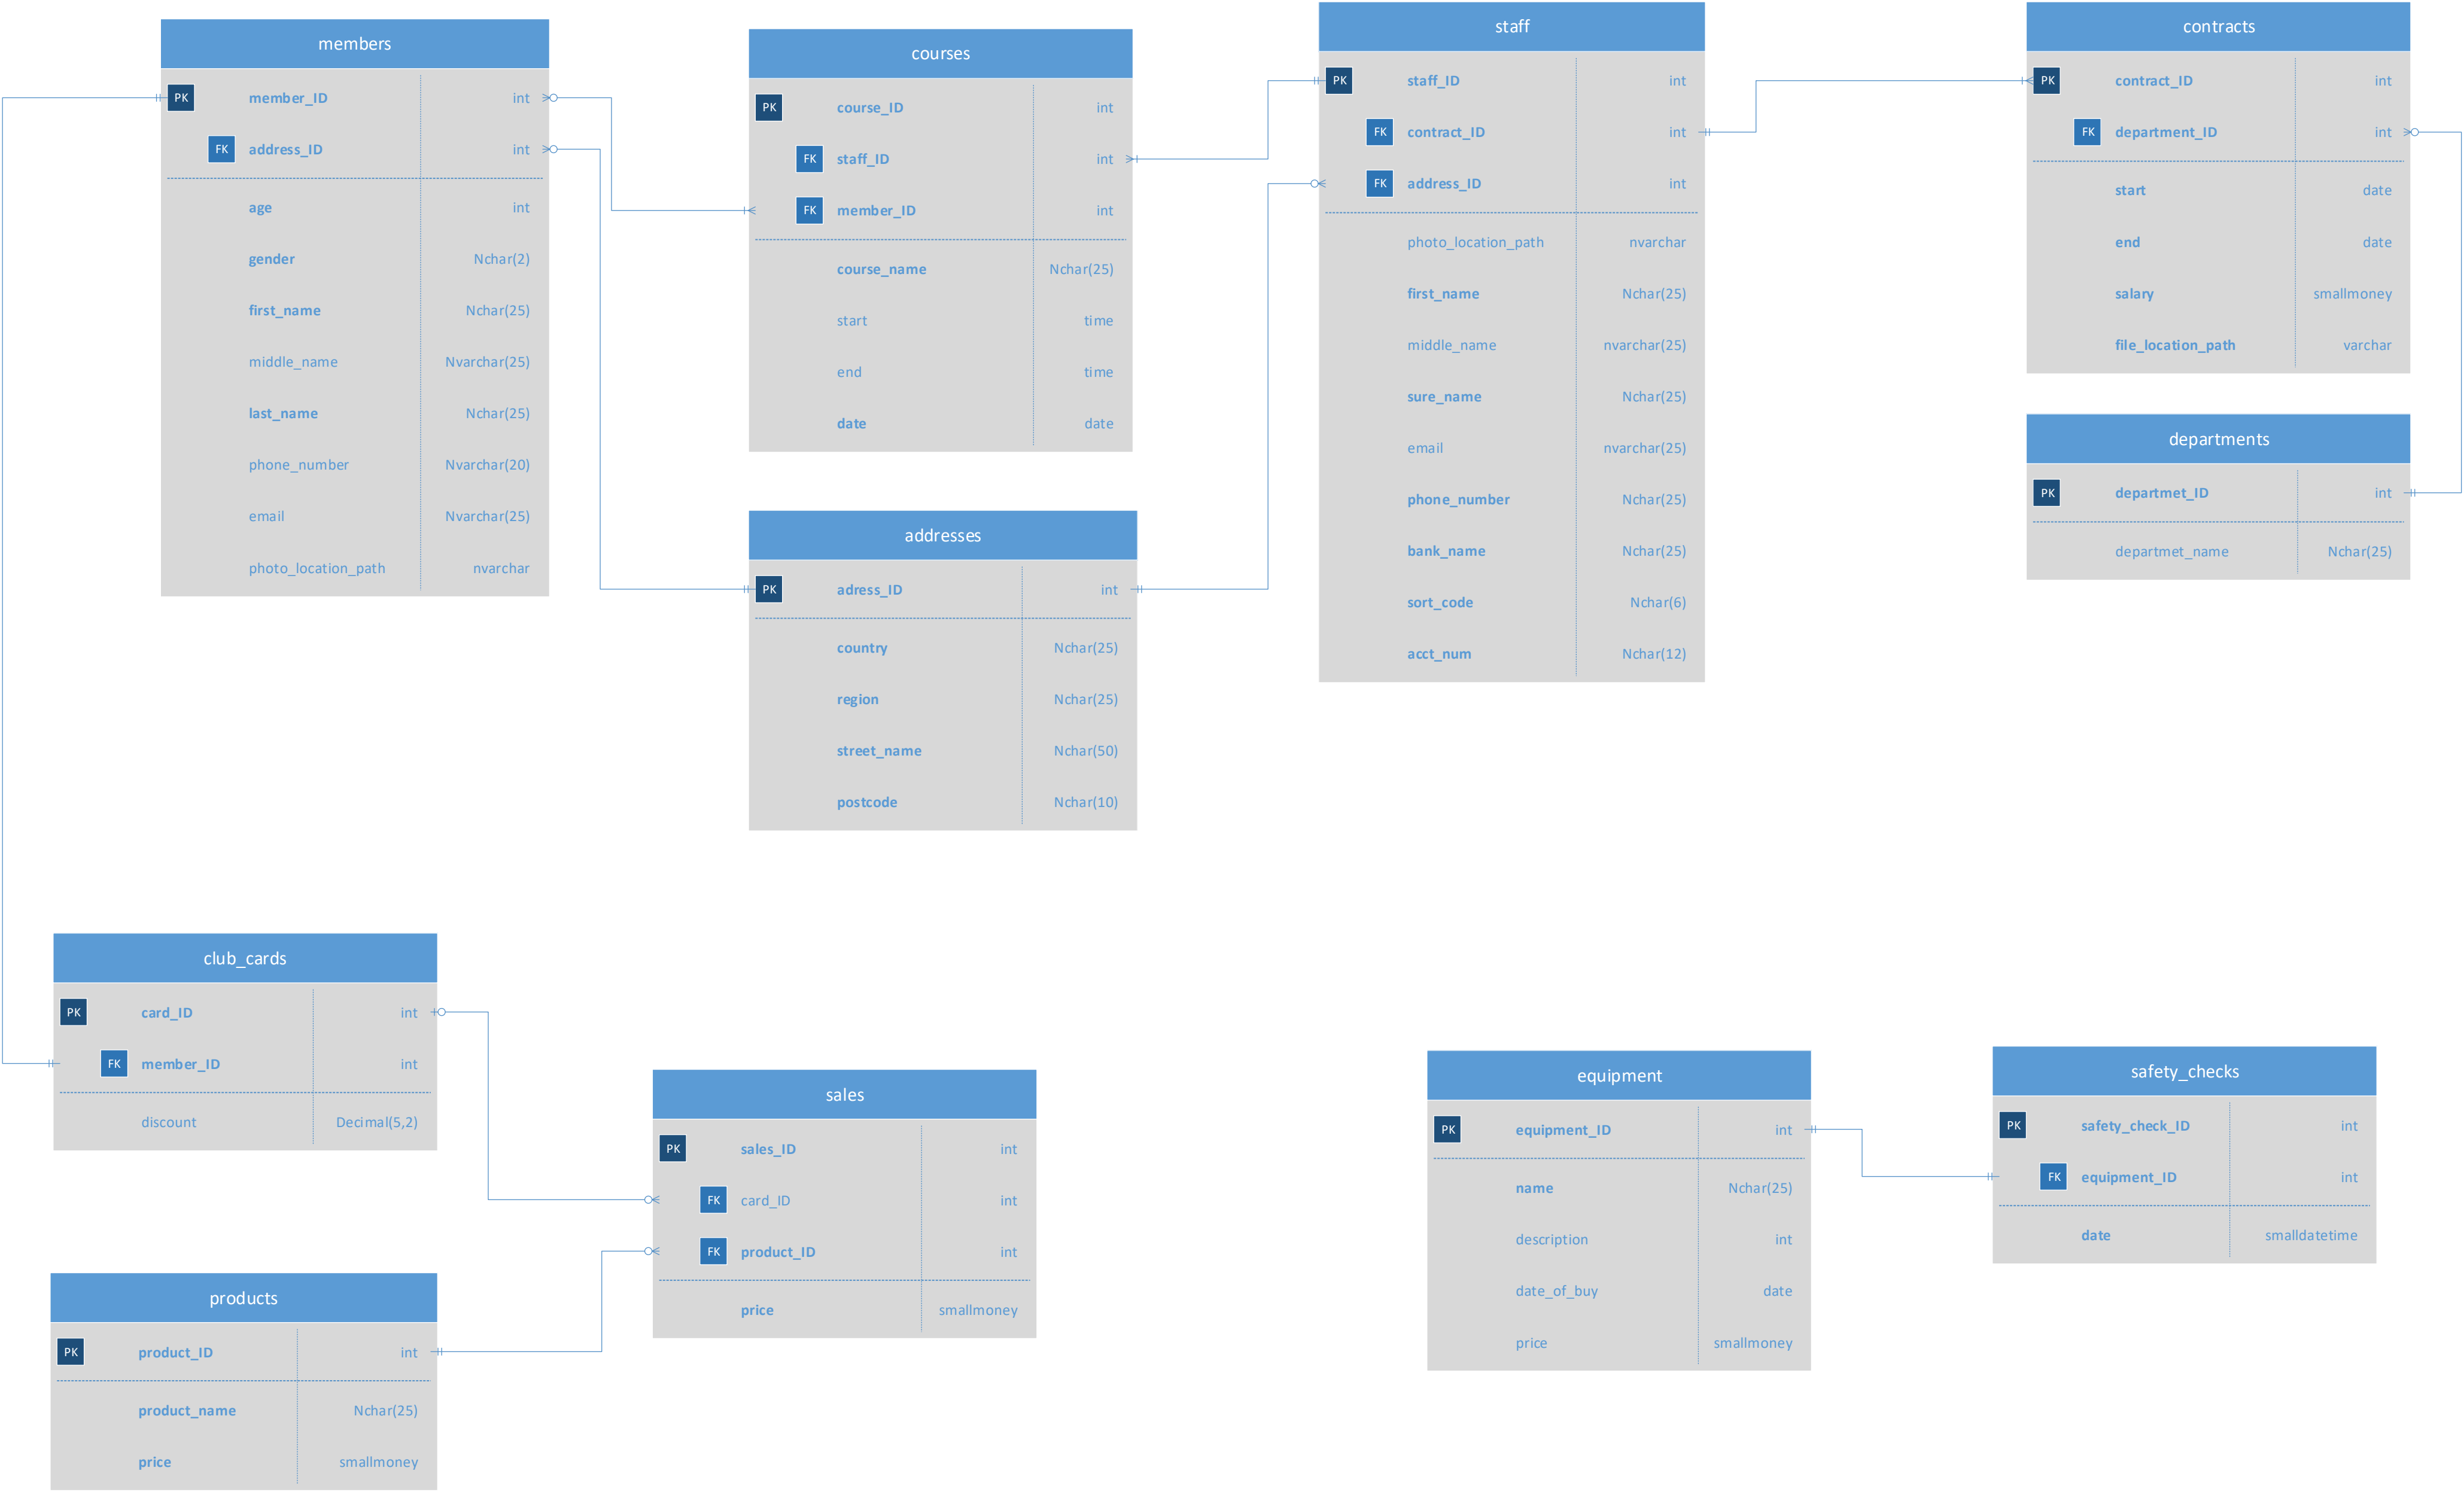 members
PK member_ID int
FK address_ID int
age int
gender Nchar(2)
first_name Nchar(25)
middle_name Nvarchar(25)
last_name Nchar(25)
phone_number Nvarchar(20)
email Nvarchar(25)
photo_location_path nvarchar
courses
PK course_ID int
FK staff_ID int
FK member_ID int
course_name Nchar(25)
start time
end time
date date
addresses
PK adress_ID int
country Nchar(25)
region Nchar(25)
street_name Nchar(50)
postcode Nchar(10)
staff
PK staff_ID int
FK contract_ID int
FK address_ID int
photo_location_path nvarchar
first_name Nchar(25)
middle_name nvarchar(25)
sure_name Nchar(25)
email nvarchar(25)
phone_number Nchar(25)
bank_name Nchar(25)
sort_code Nchar(6)
acct_num Nchar(12)
contracts
PK contract_ID int
FK department_ID int
start date
end date
salary smallmoney
file_location_path varchar
departments
PK departmet_ID int
departmet_name Nchar(25)
club_cards
PK card_ID int
FK member_ID int
discount Decimal(5,2)
products
PK product_ID int
product_name Nchar(25)
price smallmoney
sales
PK sales_ID int
FK card_ID int
FK product_ID int
price smallmoney
equipment
PK equipment_ID int
name Nchar(25)
description int
date_of_buy date
price smallmoney
safety_checks
PK safety_check_ID int
FK equipment_ID int
date smalldatetime